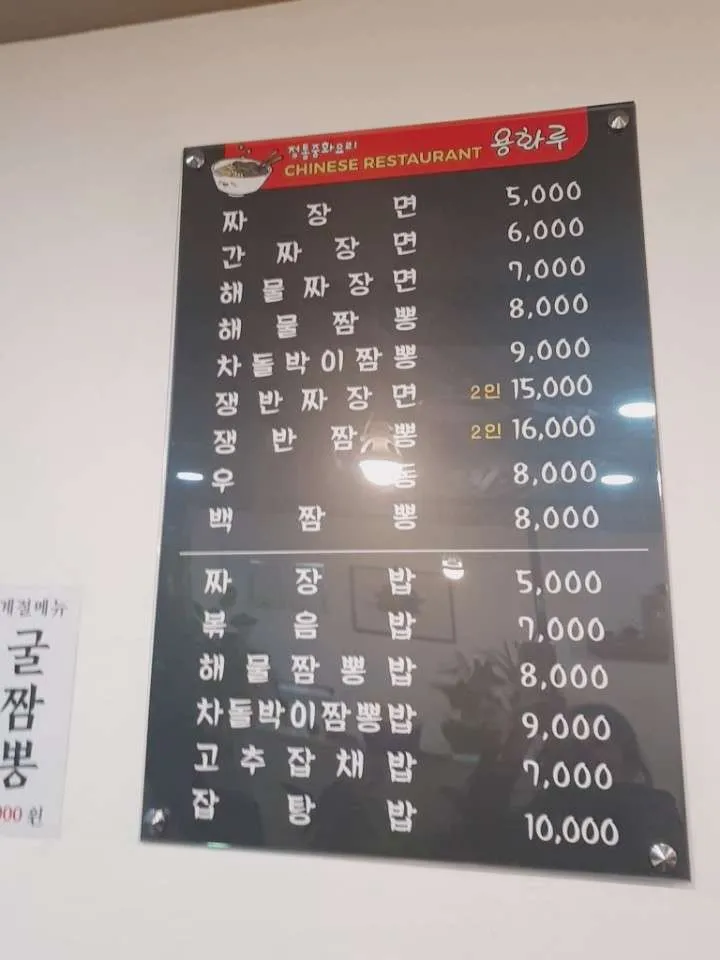 정통중화요리
CHINESE RESTAURANT 용화루
짜장면 5,000
간짜장면 6,000
해물짜장면 7,000
해물짬뽕 8,000
차돌박이짬뽕 9,000
쟁반짜장면 2인 15,000
쟁반짬뽕 2인 16,000
우동 8,000
백짬뽕 8,000
짜장밥 5,000
볶음밥 7,000
해물짬뽕밥 8,000
차돌박이짬뽕밥 9,000
고추잡채밥 7,000
잡탕밥 10,000
계절메뉴
굴짬뽕
000 원